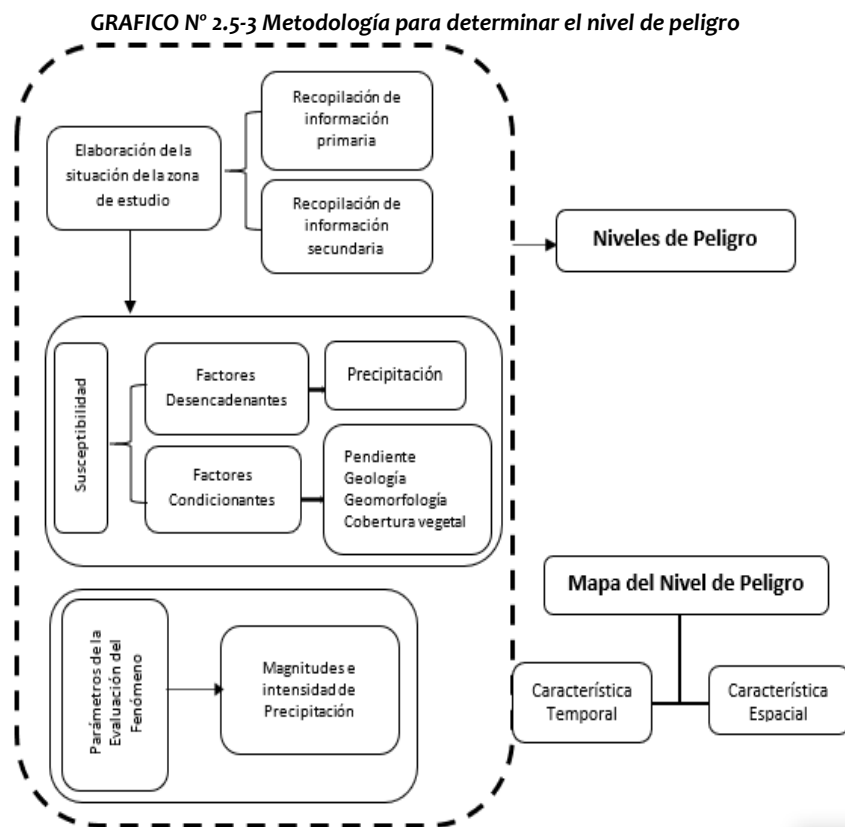 GRAFICO Nº 2.5-3 Metodología para determinar el nivel de peligro
Recopilación de
información
primaria
Elaboración de la
situación de la zona
de estudio
Recopilación de
información
secundaria
Niveles de Peligro
Susceptibilidad
Factores
Desencadenantes
Precipitación
Factores
Condicionantes
Pendiente
Geología
Geomorfología
Cobertura vegetal
Parámetros de la
Evaluación del
Fenómeno
Magnitudes e
intensidad de
Precipitación
Mapa del Nivel de Peligro
Característica
Temporal
Característica
Espacial